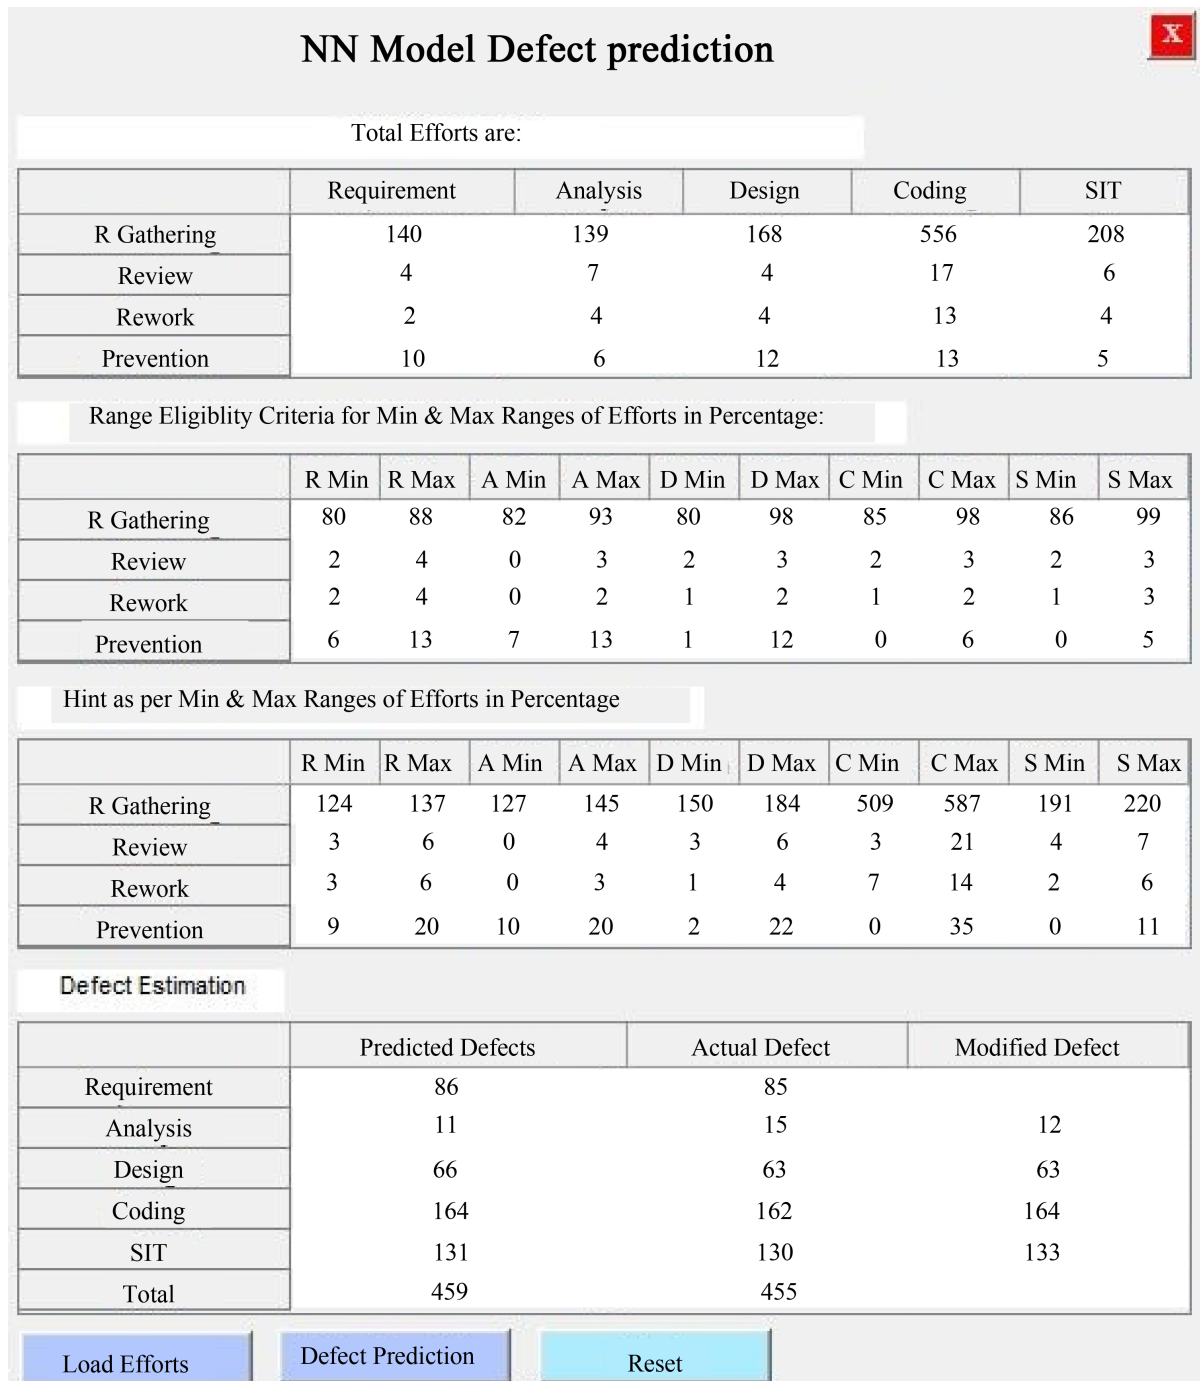 NN Model Defect prediction
X
Total Efforts are:
Requirement Analysis Design Coding SIT
R Gathering 140 139 168 556 208
Review 4 7 4 17 6
Rework 2 4 4 13 4
Prevention 10 6 12 13 5
Range Eligiblity Criteria for Min & Max Ranges of Efforts in Percentage:
R Min R Max A Min A Max D Min D Max C Min C Max S Min S Max
R Gathering 80 88 82 93 80 98 85 98 86 99
Review 2 4 0 3 2 3 2 3 2 3
Rework 2 4 0 2 1 2 1 2 1 3
Prevention 6 13 7 13 1 12 0 6 0 5
Hint as per Min & Max Ranges of Efforts in Percentage
R Min R Max A Min A Max D Min D Max C Min C Max S Min S Max
R Gathering 124 137 127 145 150 184 509 587 191 220
Review 3 6 0 4 3 6 3 21 4 7
Rework 3 6 0 3 1 4 7 14 2 6
Prevention 9 20 10 20 2 22 0 35 0 11
Defect Estimation
Predicted Defects Actual Defect Modified Defect
Requirement 86 85
Analysis 11 15 12
Design 66 63 63
Coding 164 162 164
SIT 131 130 133
Total 459 455
Load Efforts Defect Prediction Reset